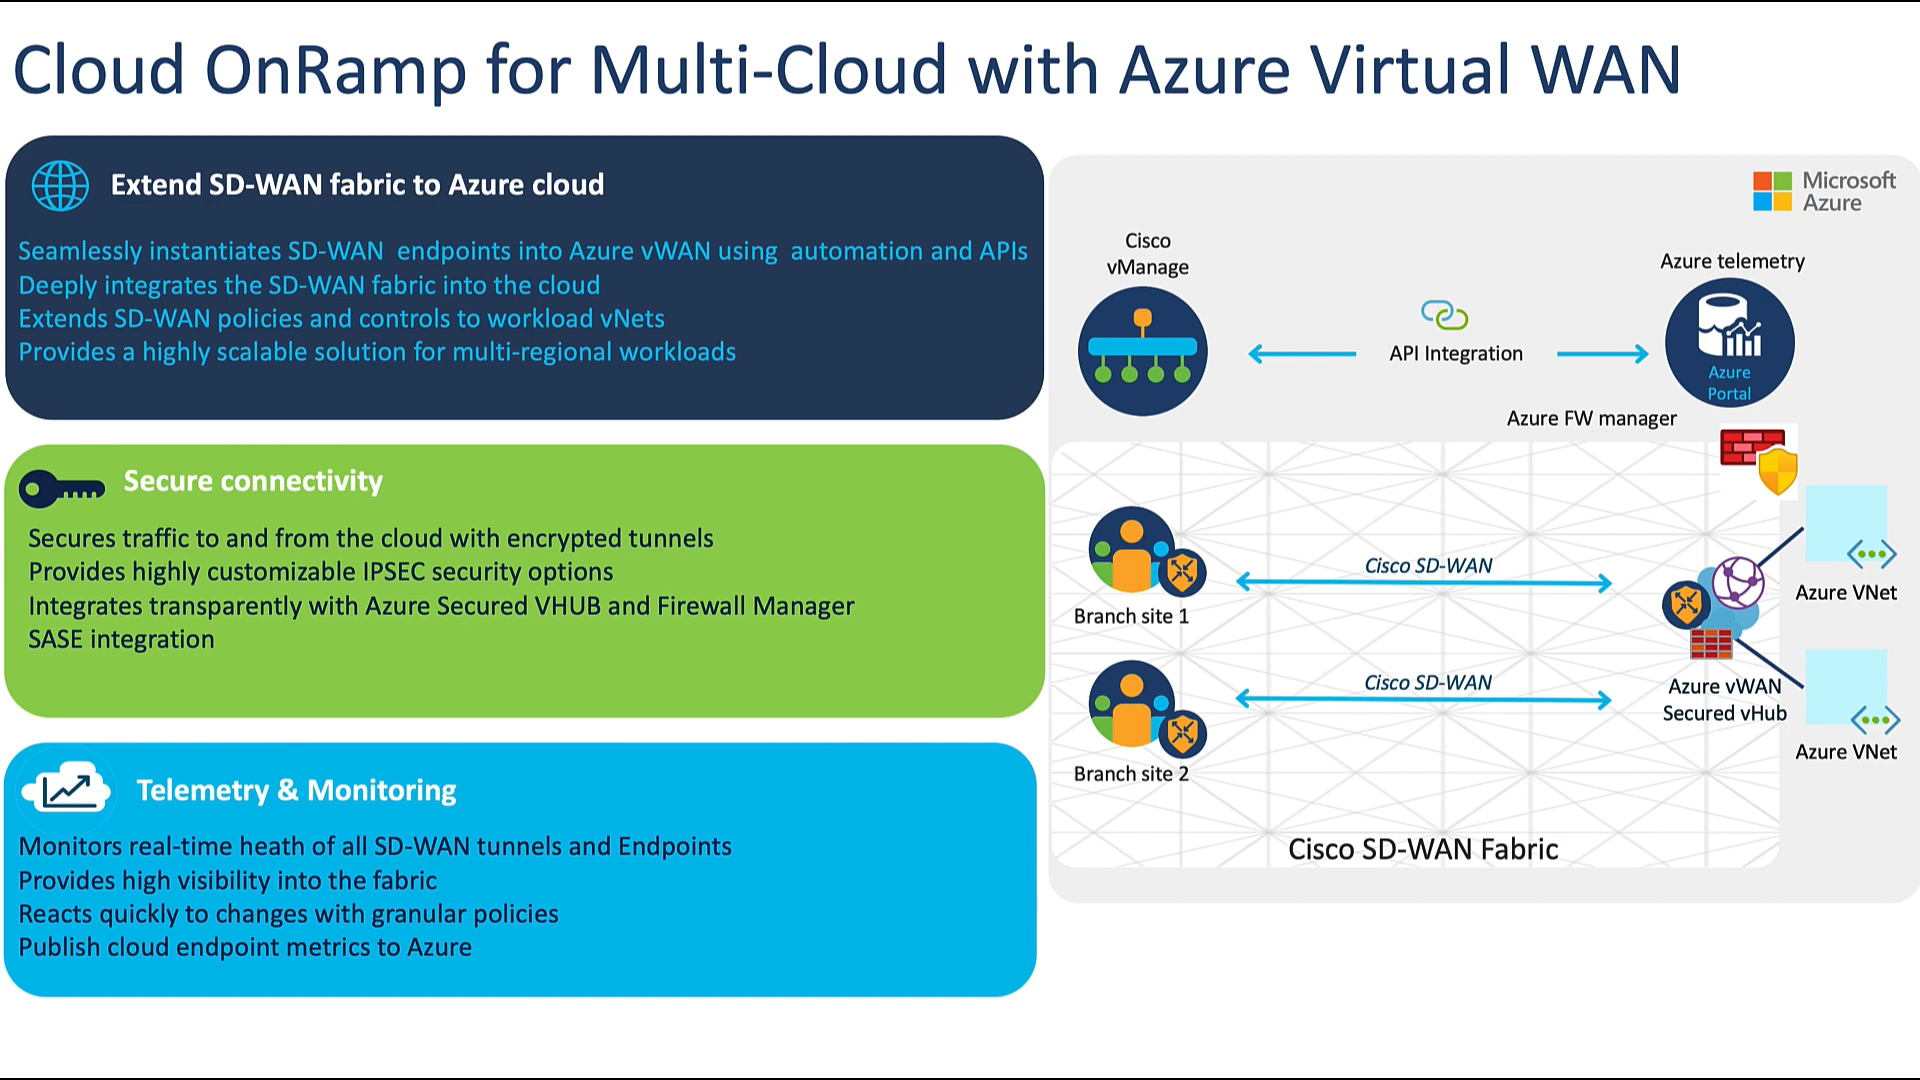 Cloud OnRamp for Multi-Cloud with Azure Virtual WAN
Extend SD-WAN fabric to Azure cloud
Seamlessly instantiates SD-WAN endpoints into Azure vWAN using automation and APIs
Deeply integrates the SD-WAN fabric into the cloud
Extends SD-WAN policies and controls to workload vNets
Provides a highly scalable solution for multi-regional workloads
Secure connectivity
Secures traffic to and from the cloud with encrypted tunnels
Provides highly customizable IPSEC security options
Integrates transparently with Azure Secured VHUB and Firewall Manager
SASE integration
Telemetry & Monitoring
Monitors real-time heath of all SD-WAN tunnels and Endpoints
Provides high visibility into the fabric
Reacts quickly to changes with granular policies
Publish cloud endpoint metrics to Azure
Microsoft
Azure
Cisco
vManage
Azure telemetry
API Integration
Azure
Portal
Azure FW manager
Cisco SD-WAN
Branch site 1
Azure VNet
Cisco SD-WAN
Azure vWAN
Secured vHub
Azure VNet
Branch site 2
Cisco SD-WAN Fabric